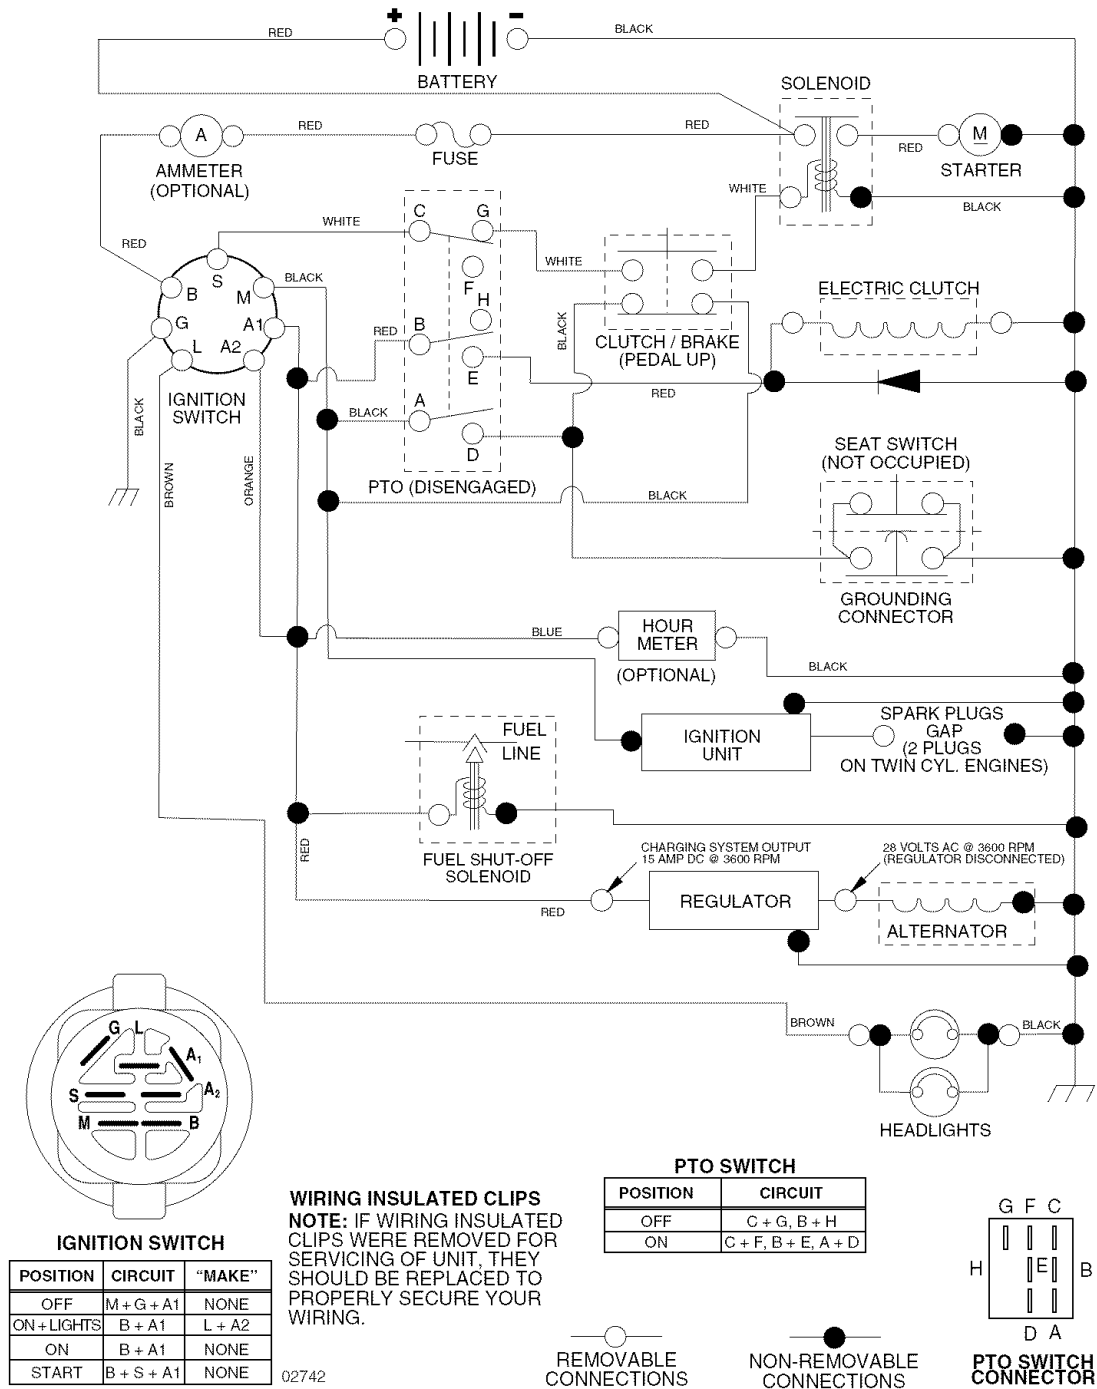 + -
RED
BLACK
BATTERY
SOLENOID
A
RED
FUSE
RED
RED
M
STARTER
AMMETER
(OPTIONAL)
WHITE
BLACK
RED
WHITE
C G
S
B M
G A1
L A2
BLACK
F
H
B
E
A
D
RED
BLACK
PTO (DISENGAGED)
WHITE
BLACK
CLUTCH / BRAKE
(PEDAL UP)
RED
ELECTRIC CLUTCH
IGNITION
SWITCH
BLACK
BROWN
ORANGE
BLACK
SEAT SWITCH
(NOT OCCUPIED)
GROUNDING
CONNECTOR
BLUE
HOUR
METER
(OPTIONAL)
BLACK
IGNITION
UNIT
SPARK PLUGS
GAP
(2 PLUGS
ON TWIN CYL. ENGINES)
FUEL
LINE
FUEL SHUT-OFF
SOLENOID
RED
RED
CHARGING SYSTEM OUTPUT
15 AMP DC @ 3600 RPM
28 VOLTS AC @ 3600 RPM
(REGULATOR DISCONNECTED)
REGULATOR
ALTERNATOR
BROWN
BLACK
HEADLIGHTS
G L
A1
S A2
M B
IGNITION SWITCH
POSITION CIRCUIT "MAKE"
OFF M + G + A1 NONE
ON + LIGHTS B + A1 L + A2
ON B + A1 NONE
START B + S + A1 NONE
02742
WIRING INSULATED CLIPS
NOTE: IF WIRING INSULATED
CLIPS WERE REMOVED FOR
SERVICING OF UNIT, THEY
SHOULD BE REPLACED TO
PROPERLY SECURE YOUR
WIRING.
PTO SWITCH
POSITION CIRCUIT
OFF C + G, B + H
ON C + F, B + E, A + D
REMOVABLE
CONNECTIONS
NON-REMOVABLE
CONNECTIONS
G F C
H E B
D A
PTO SWITCH
CONNECTOR